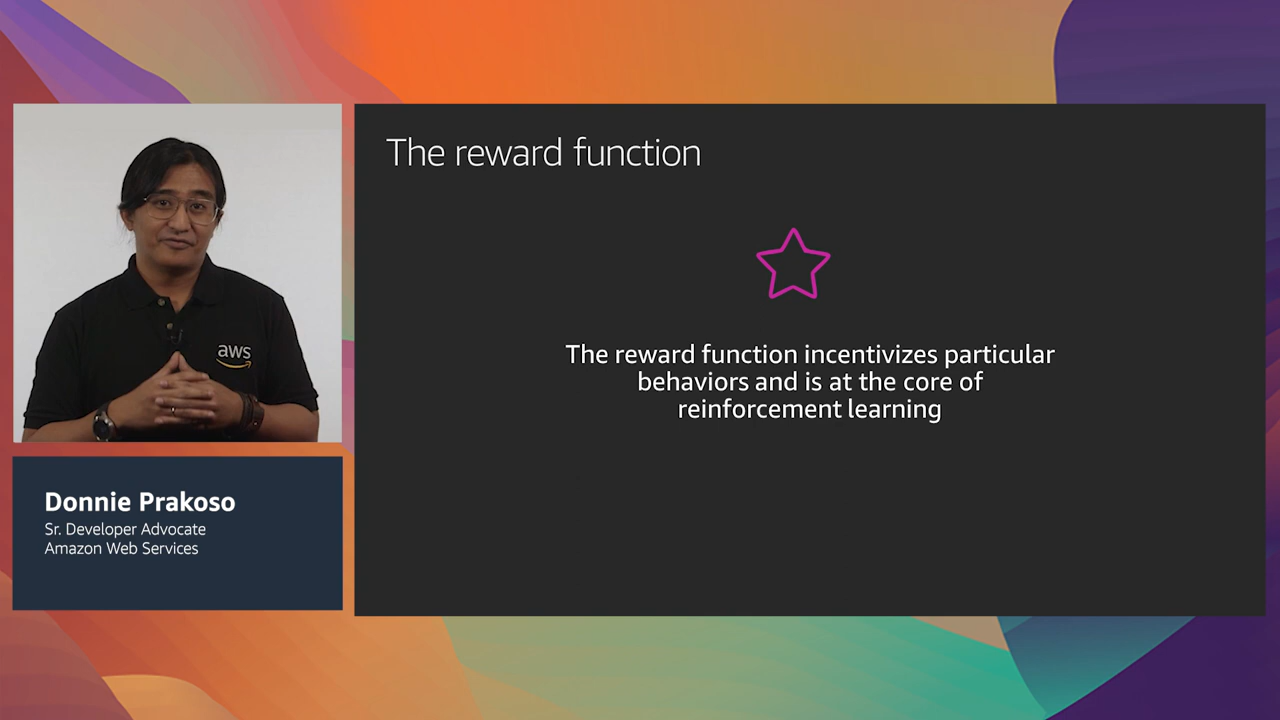 The reward function
aws
The reward function incentivizes particular
behaviors and is at the core of
reinforcement learning
Donnie Prakoso
Sr. Developer Advocate
Amazon Web Services